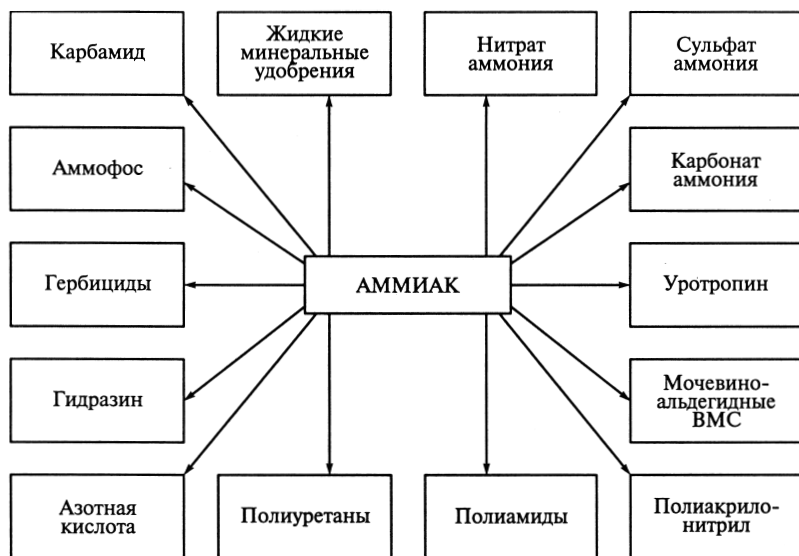 Карбамид
Жидкие
минеральные
удобрения
Нитрат
аммония
Сульфат
аммония
Аммофос
Карбонат
аммония
Гербициды
АММИАК
Уротропин
Гидразин
Мочевино-
альдегидные
ВМС
Азотная
кислота
Полиуретаны
Полиамиды
Полиакрило-
нитрил